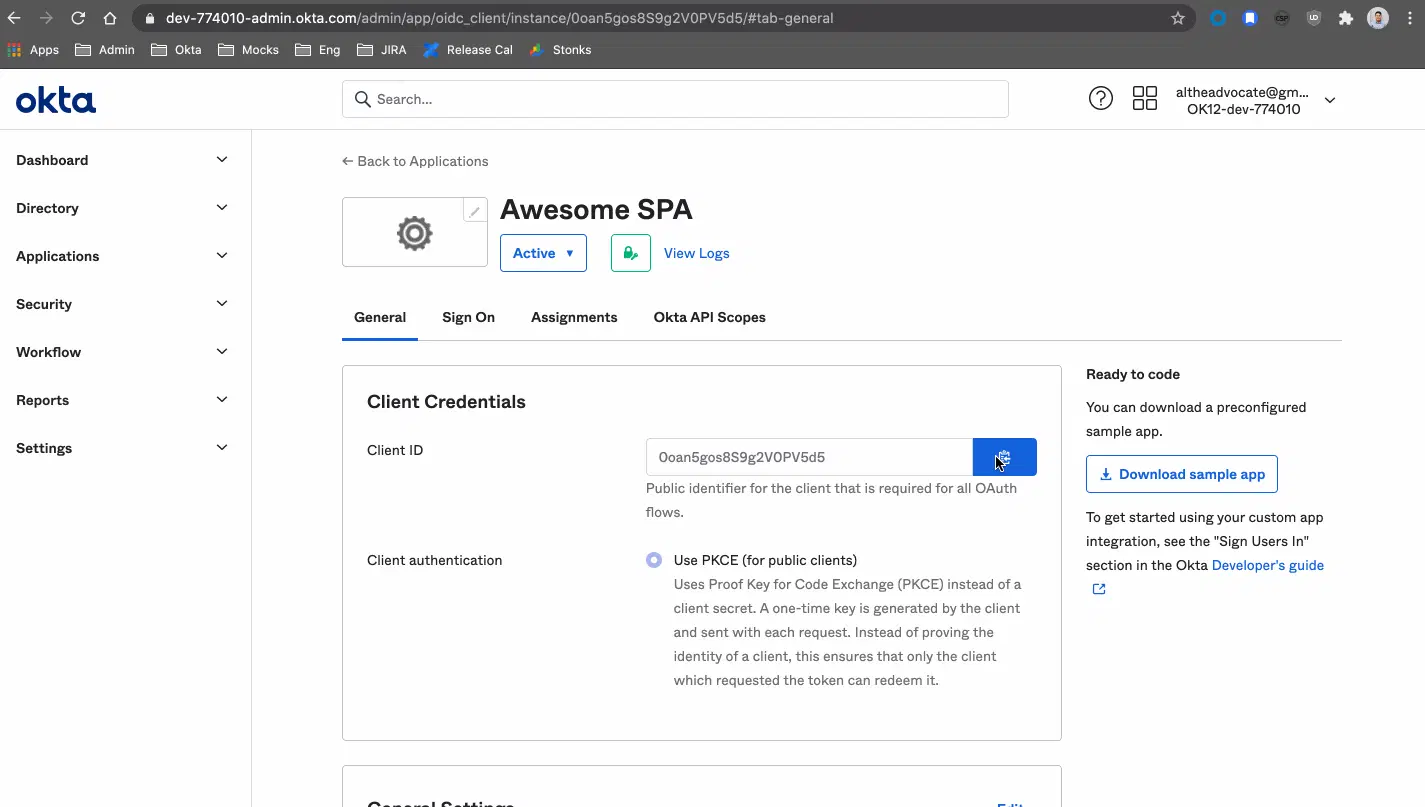 dev-774010-admin.okta.com/admin/app/oidc_client/instance/0oan5gos8S9g2V0PV5d5/#tab-general
CSP
UD
Apps Admin Okta Mocks Eng JIRA Release Cal Stonks
okta
Search...
altheadvocate@gm...
OK12-dev-774010
Dashboard
Directory
Applications
Security
Workflow
Reports
Settings
← Back to Applications
Awesome SPA
Active ▼
View Logs
General Sign On Assignments Okta API Scopes
Client Credentials
Client ID
0oan5gos8S9g2V0PV5d5
Public identifier for the client that is required for all OAuth
flows.
Client authentication
Use PKCE (for public clients)
Uses Proof Key for Code Exchange (PKCE) instead of a
client secret. A one-time key is generated by the client
and sent with each request. Instead of proving the
identity of a client, this ensures that only the client
which requested the token can redeem it.
Ready to code
You can download a preconfigured
sample app.
Download sample app
To get started using your custom app
integration, see the "Sign Users In"
section in the Okta Developer's guide
General Settings
Edit